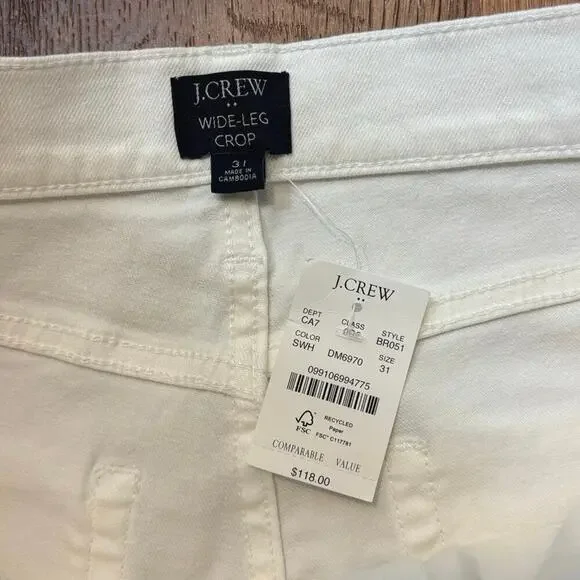 J.CREW
WIDE-LEG
CROP
31
MADE IN
CAMBODIA
J.CREW
DEPT CLASS STYLE
CA7 BR051
COLOR SIZE
SWH DM6970 31
099106994775
FSC
RECYCLED
Paper
FSC® C117781
COMPARABLE VALUE
$118.00